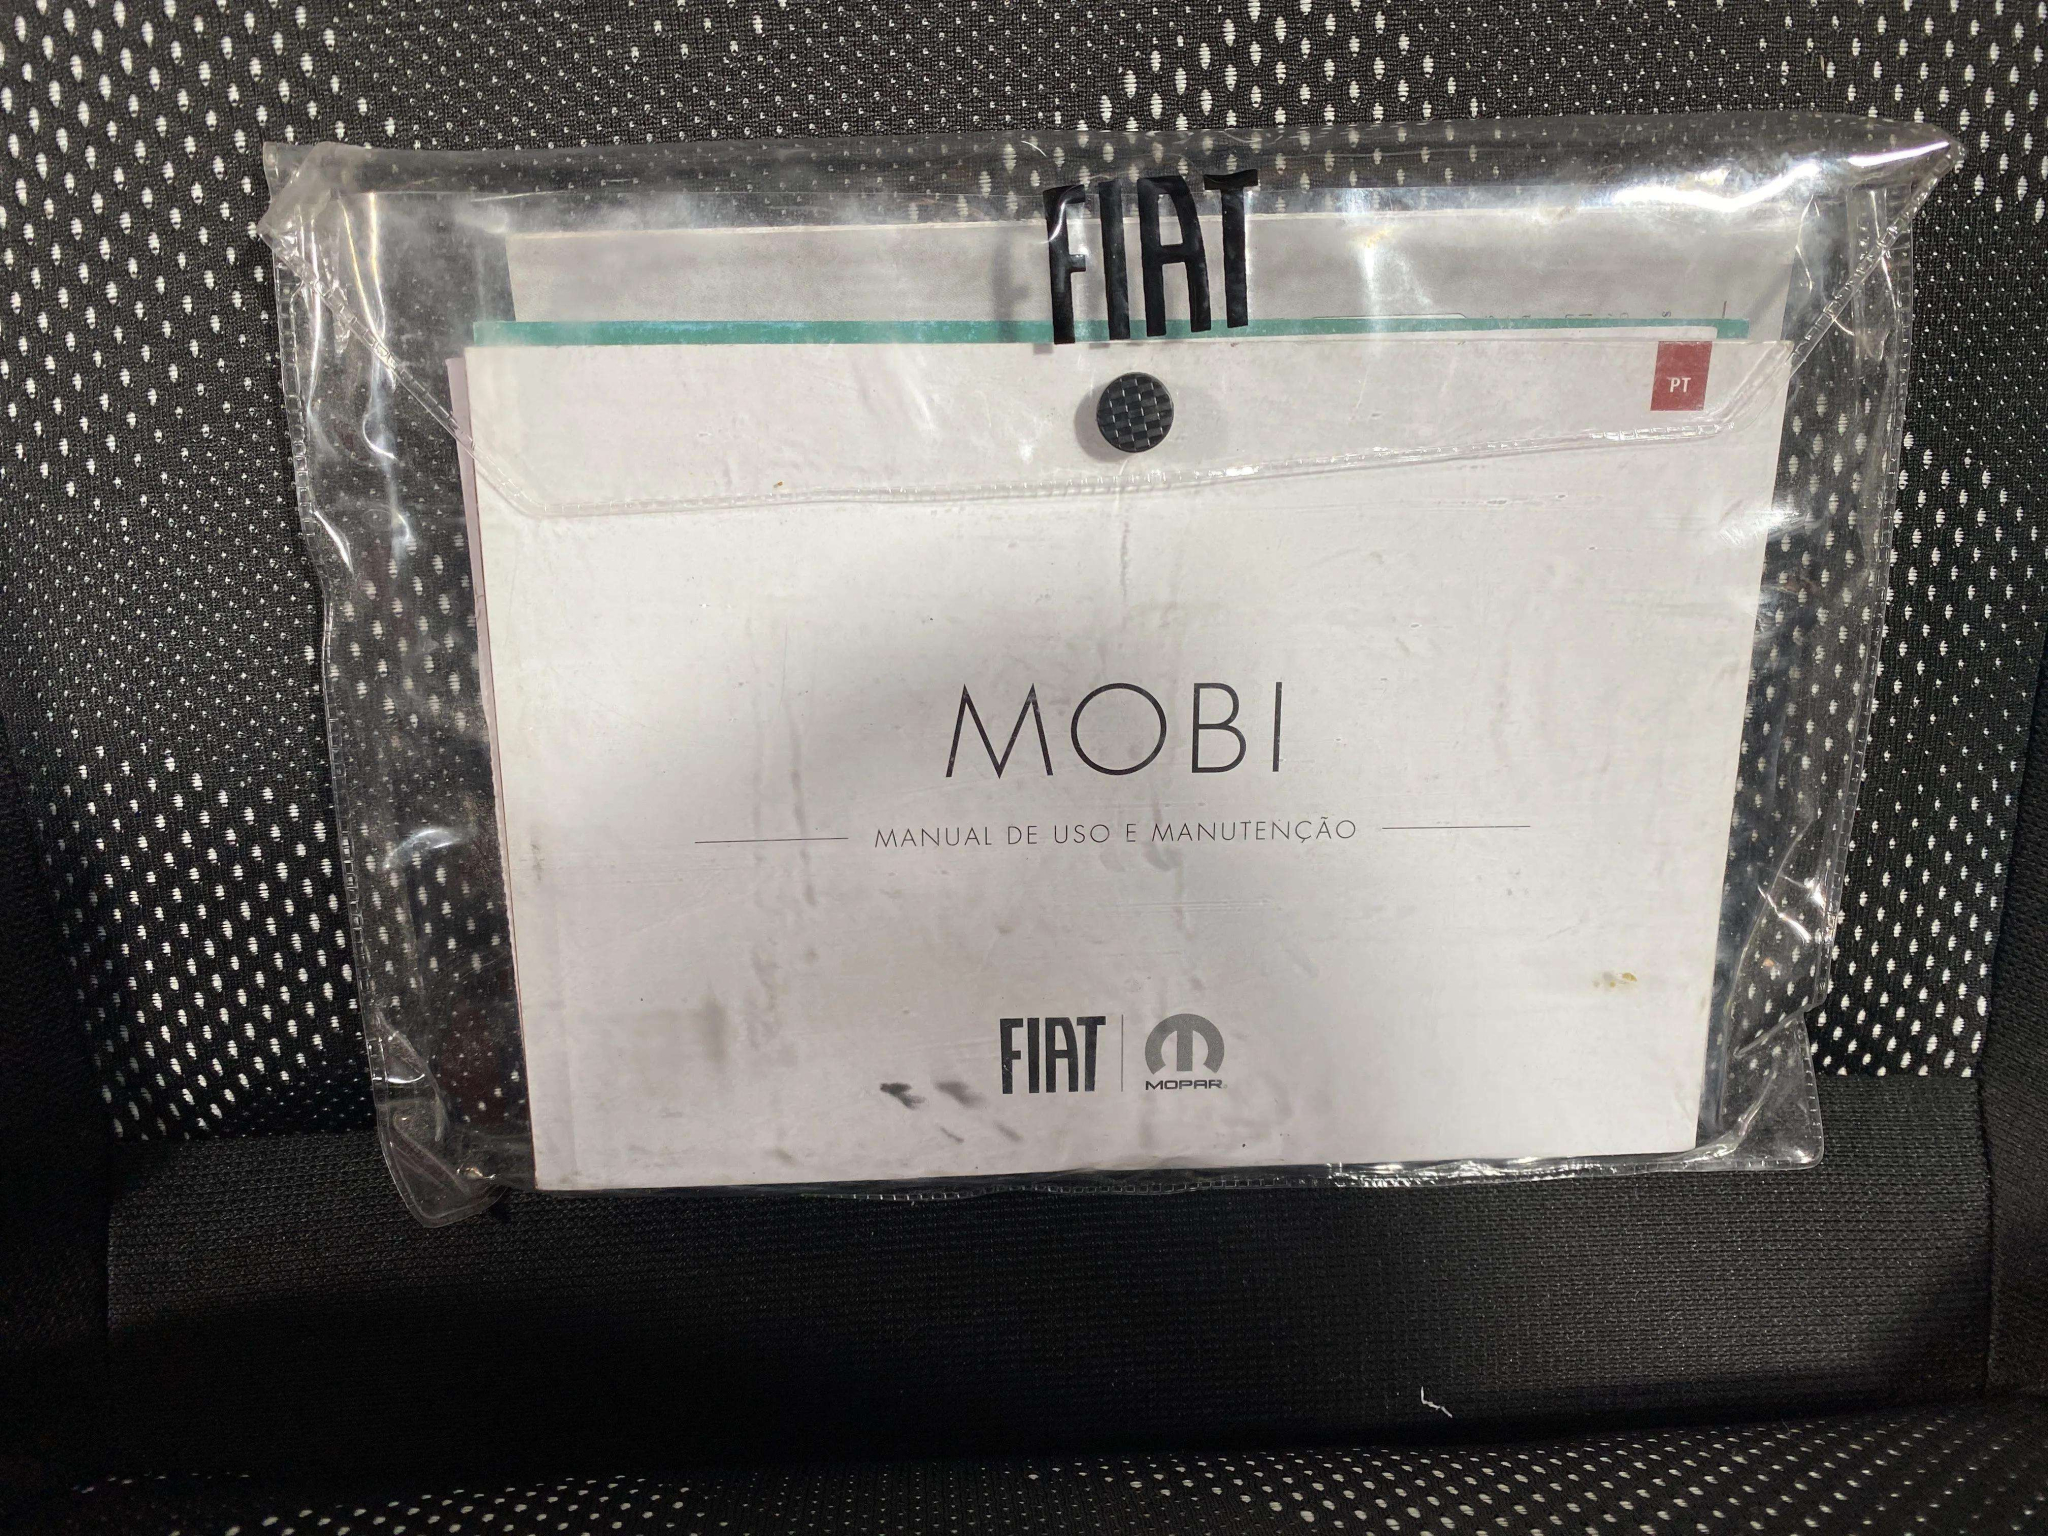 FIAT
PT
MOBI
MANUAL DE USO E MANUTENÇÃO
FIAT
MOPAR